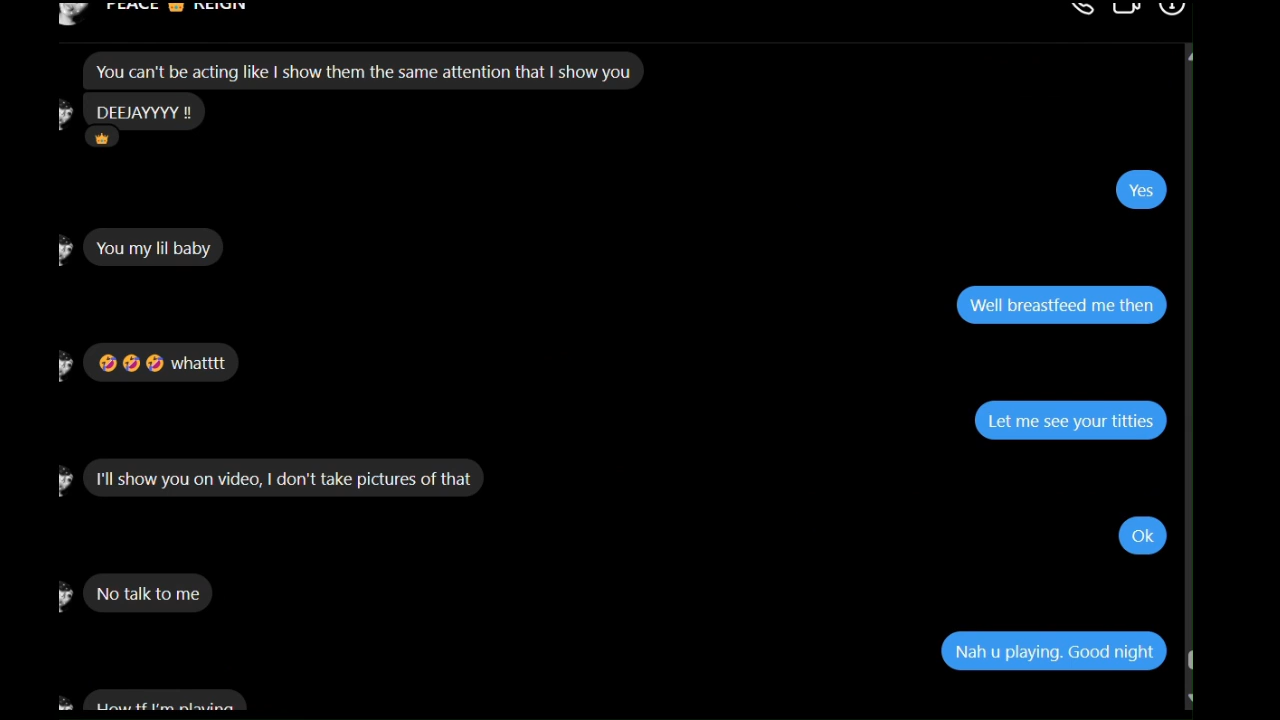 PEACE 👑 REIGN
You can't be acting like I show them the same attention that I show you
DEEJAYYYY ‼
👑
Yes
You my lil baby
Well breastfeed me then
🤣🤣🤣 whatttt
Let me see your titties
I'll show you on video, I don't take pictures of that
Ok
No talk to me
Nah u playing. Good night
How tf I'm playing